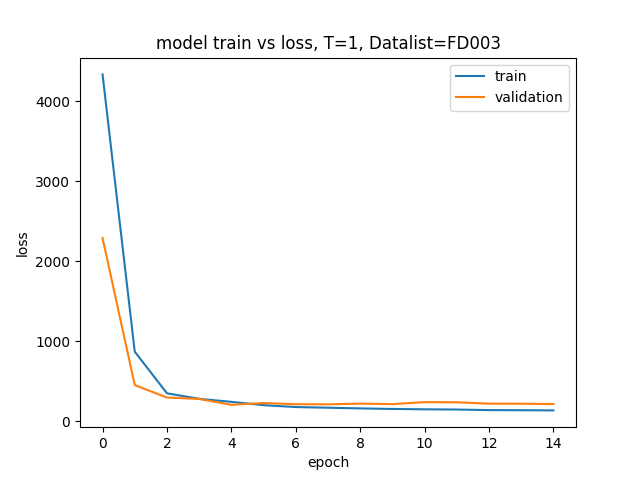 model train vs loss, T=1, Datalist=FD003
train
validation
4000
3000
2000
1000
0
loss
0 2 4 6 8 10 12 14
epoch